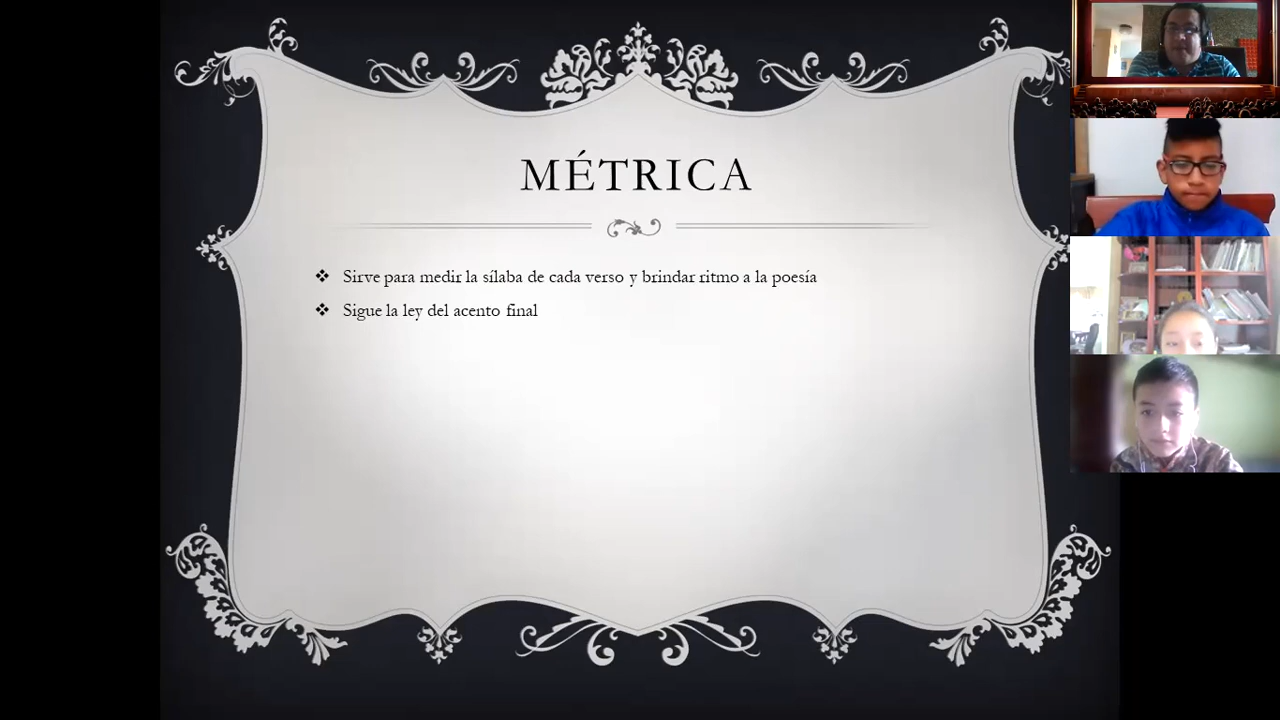 MÉTRICA
Sirve para medir la sílaba de cada verso y brindar ritmo a la poesía
Sigue la ley del acento final